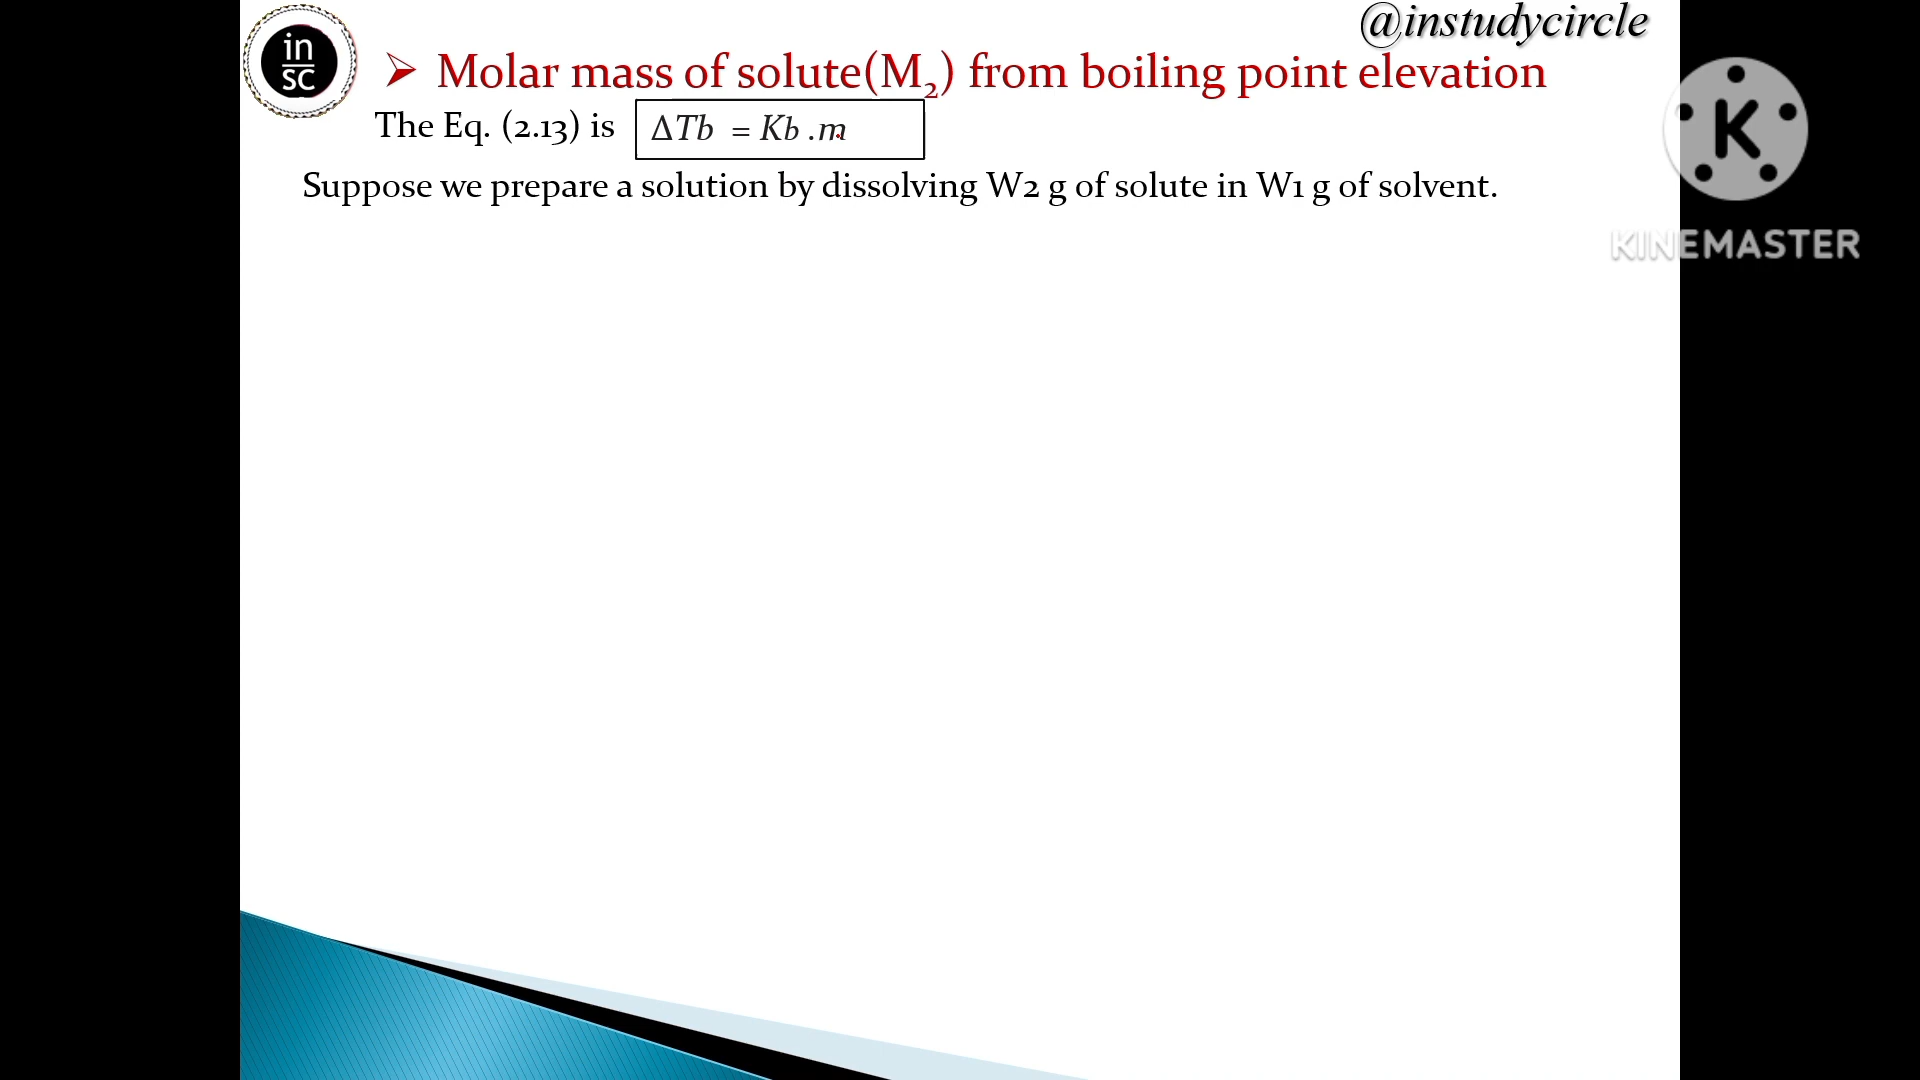 @instudycircle
in
SC
➢ Molar mass of solute(M₂) from boiling point elevation
The Eq. (2.13) is ΔTb = Kb .m
Suppose we prepare a solution by dissolving W2 g of solute in W1 g of solvent.
K
KINEMASTER